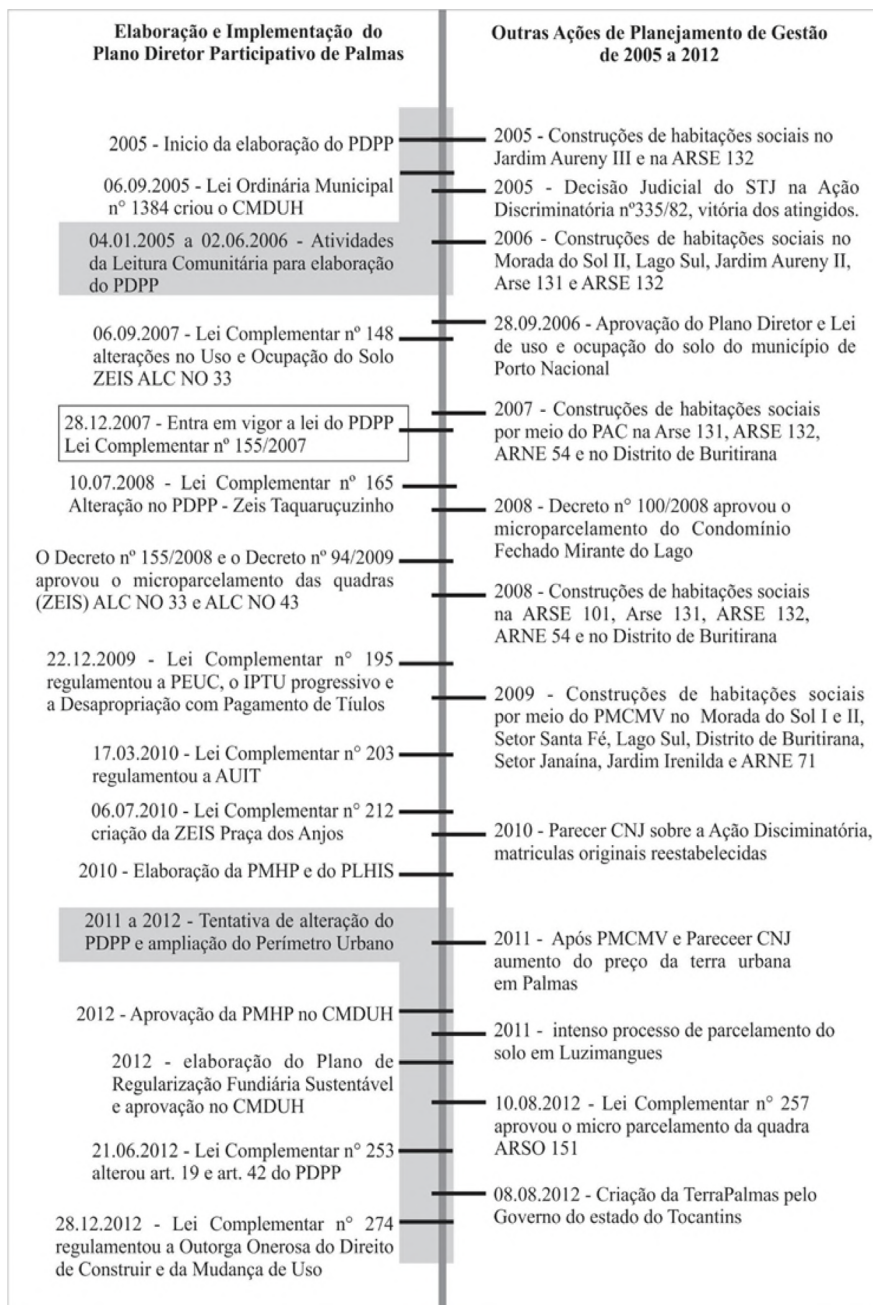 Elaboração e Implementação do
Plano Diretor Participativo de Palmas
2005 - Inicio da elaboração do PDPP
06.09.2005 - Lei Ordinária Municipal
n° 1384 criou o CMDUH
04.01.2005 a 02.06.2006 - Atividades
da Leitura Comunitária para elaboração
do PDPP
06.09.2007 - Lei Complementar nº 148
alterações no Uso e Ocupação do Solo
ZEIS ALC NO 33
28.12.2007 - Entra em vigor a lei do PDPP
Lei Complementar nº 155/2007
10.07.2008 - Lei Complementar nº 165
Alteração no PDPP - Zeis Taquaruçuzinho
O Decreto nº 155/2008 e o Decreto nº 94/2009
aprovou o microparcelamento das quadras
(ZEIS) ALC NO 33 e ALC NO 43
22.12.2009 - Lei Complementar n° 195
regulamentou a PEUC, o IPTU progressivo e
a Desapropriação com Pagamento de Tíulos
17.03.2010 - Lei Complementar n° 203
regulamentou a AUIT
06.07.2010 - Lei Complementar n° 212
criação da ZEIS Praça dos Anjos
2010 - Elaboração da PMHP e do PLHIS
2011 a 2012 - Tentativa de alteração do
PDPP e ampliação do Perímetro Urbano
2012 - Aprovação da PMHP no CMDUH
2012 - elaboração do Plano de
Regularização Fundiária Sustentável
e aprovação no CMDUH
21.06.2012 - Lei Complementar n° 253
alterou art. 19 e art. 42 do PDPP
28.12.2012 - Lei Complementar n° 274
regulamentou a Outorga Onerosa do Direito
de Construir e da Mudança de Uso
Outras Ações de Planejamento de Gestão
de 2005 a 2012
2005 - Construções de habitações sociais no
Jardim Aureny III e na ARSE 132
2005 - Decisão Judicial do STJ na Ação
Discriminatória nº335/82, vitória dos atingidos.
2006 - Construções de habitações sociais no
Morada do Sol II, Lago Sul, Jardim Aureny II,
Arse 131 e ARSE 132
28.09.2006 - Aprovação do Plano Diretor e Lei
de uso e ocupação do solo do município de
Porto Nacional
2007 - Construções de habitações sociais
por meio do PAC na Arse 131, ARSE 132,
ARNE 54 e no Distrito de Buritirana
2008 - Decreto n° 100/2008 aprovou o
microparcelamento do Condomínio
Fechado Mirante do Lago
2008 - Construções de habitações sociais
na ARSE 101, Arse 131, ARSE 132,
ARNE 54 e no Distrito de Buritirana
2009 - Construções de habitações sociais
por meio do PMCMV no Morada do Sol I e II,
Setor Santa Fé, Lago Sul, Distrito de Buritirana,
Setor Janaína, Jardim Irenilda e ARNE 71
2010 - Parecer CNJ sobre a Ação Disciminatória,
matriculas originais reestabelecidas
2011 - Após PMCMV e Pareceer CNJ
aumento do preço da terra urbana
em Palmas
2011 - intenso processo de parcelamento do
solo em Luzimangues
10.08.2012 - Lei Complementar n° 257
aprovou o micro parcelamento da quadra
ARSO 151
08.08.2012 - Criação da TerraPalmas pelo
Governo do estado do Tocantins